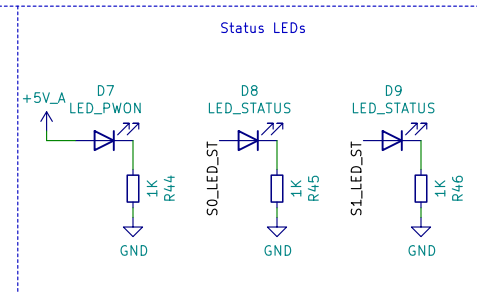 Status LEDs
D7
LED_PWON
+5V_A
1K
R44
GND
D8
LED_STATUS
S0_LED_ST
1K
R45
GND
D9
LED_STATUS
S1_LED_ST
1K
R46
GND